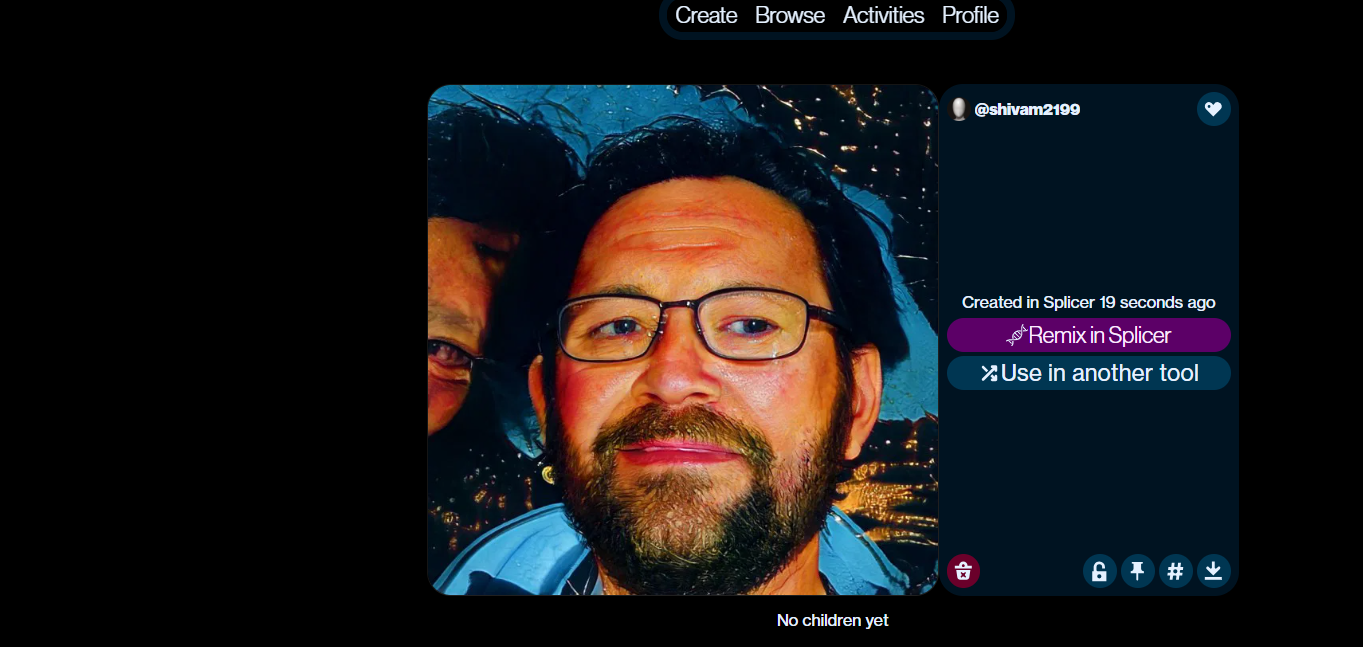 Create Browse Activities Profile
@shivam2199
Created in Splicer 19 seconds ago
Remix in Splicer
Use in another tool
No children yet